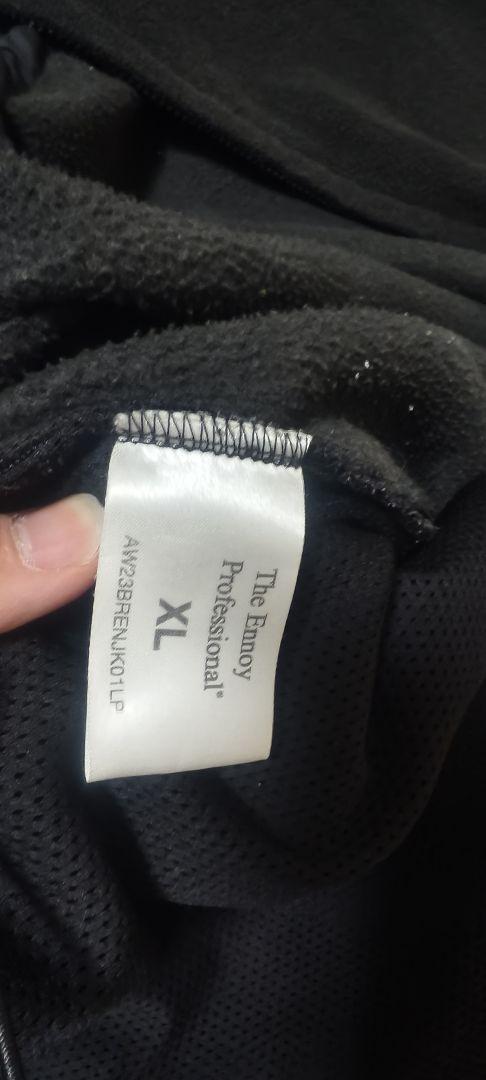 The Ennoy
Professional®
XL
AW23BRENJK01LP